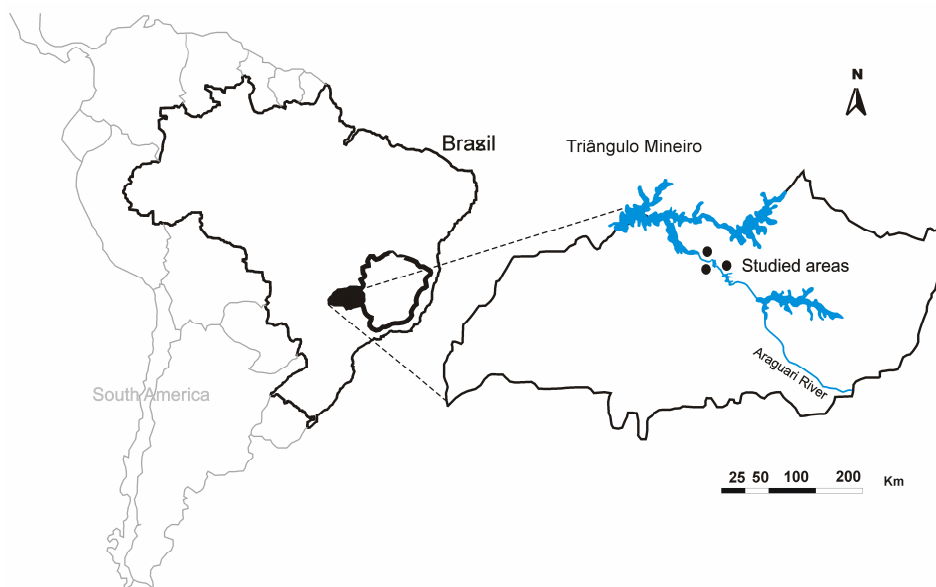 N
Brazil
Triângulo Mineiro
Studied areas
Araguari River
South America
25 50 100 200 Km